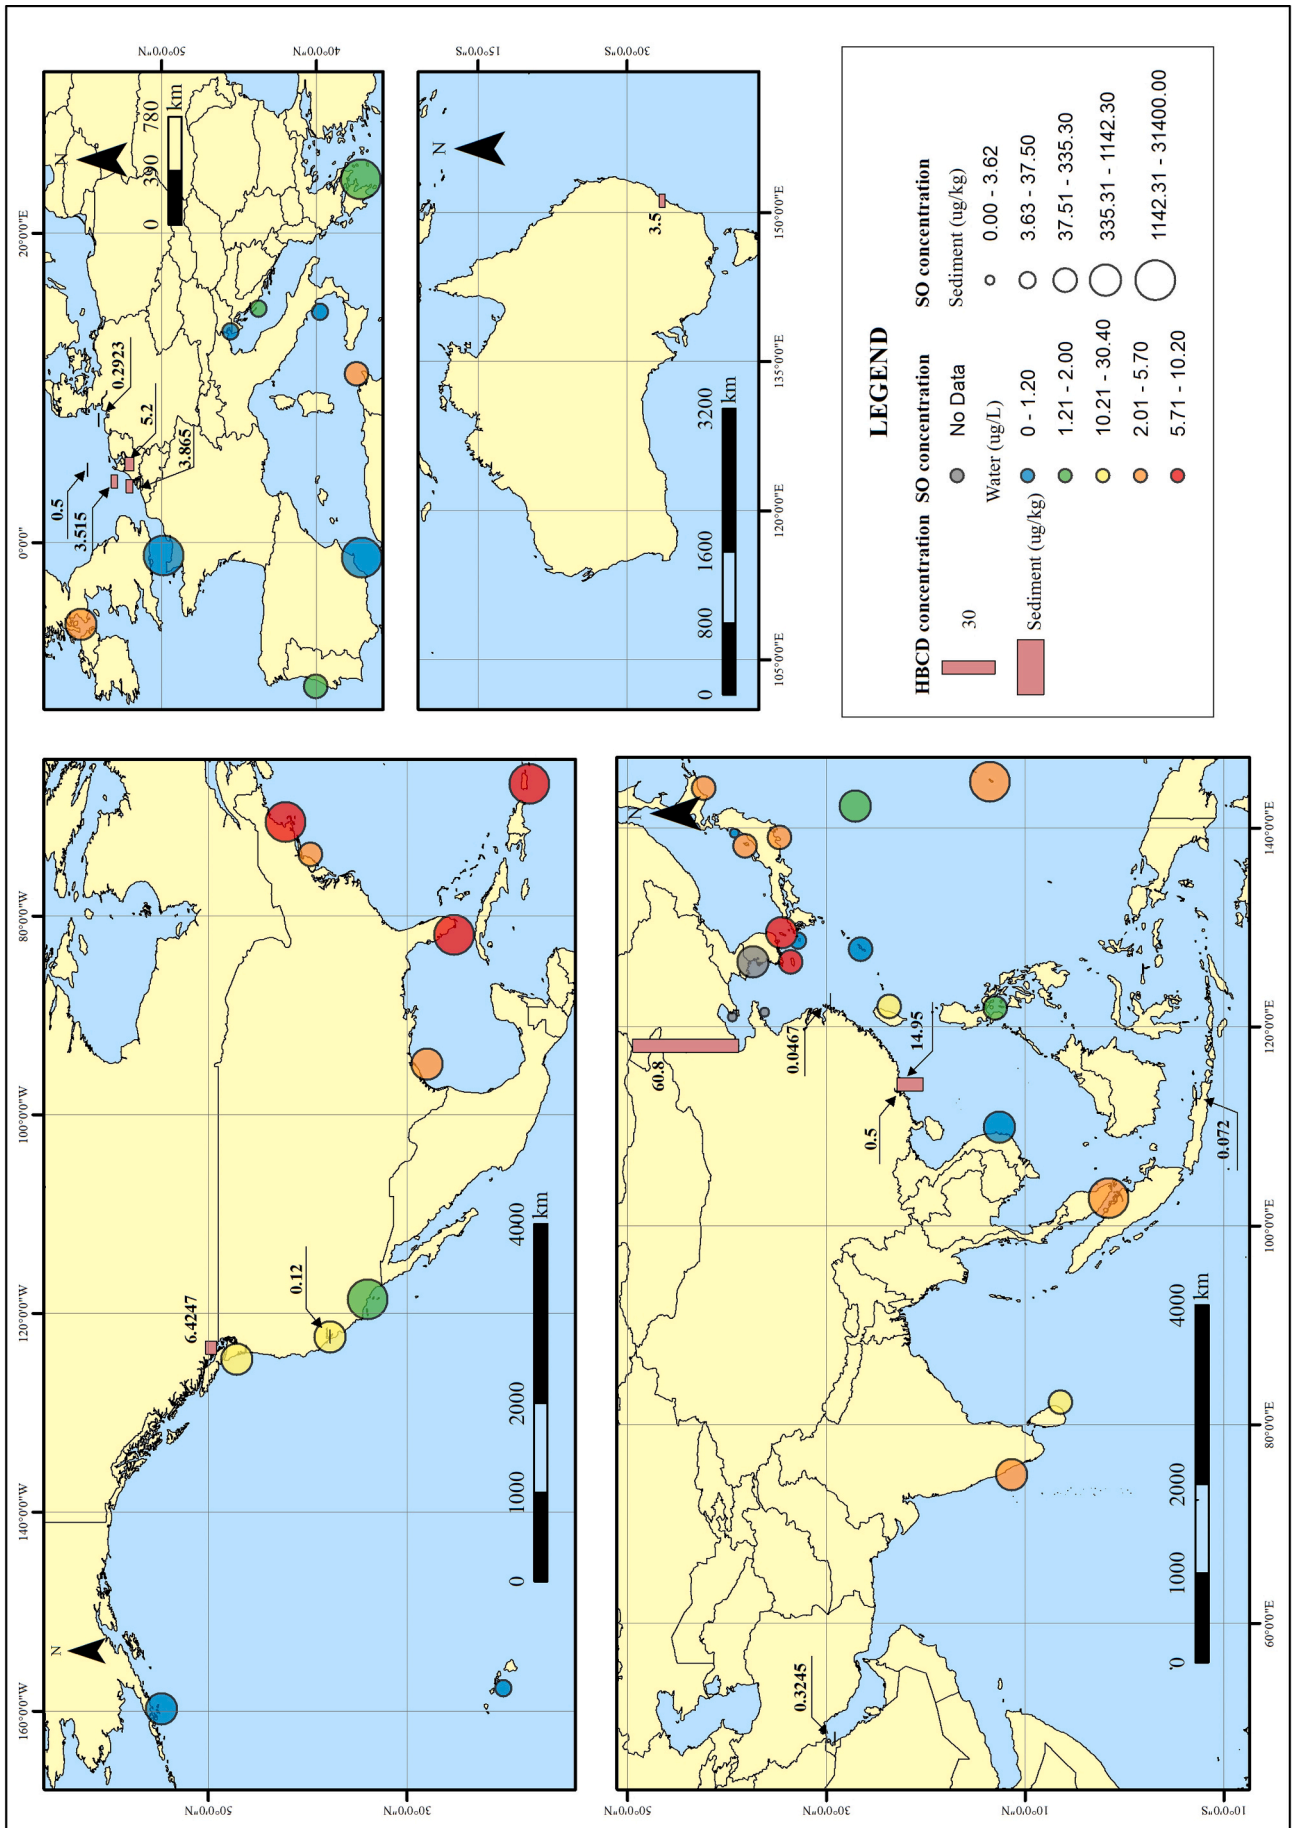 160°0'0"W
140°0'0"W
120°0'0"W
100°0'0"W
80°0'0"W
50°0'0"N
30°0'0"N
N
6.4247
0.12
0
1000
2000
4000
km
0°0'0"
20°0'0"E
50°0'0"N
40°0'0"N
N
0
390
780
km
0.5
3.515
0.2923
5.2
3.865
15°0'0"S
30°0'0"S
N
3.5
0
800
1600
3200
km
105°0'0"E
120°0'0"E
135°0'0"E
150°0'0"E
50°0'0"N
30°0'0"N
10°0'0"N
10°0'0"S
N
60.8
0.0467
14.95
0.5
0.3245
0.072
0
1000
2000
4000
km
60°0'0"E
80°0'0"E
100°0'0"E
120°0'0"E
140°0'0"E
LEGEND
HBCD concentration
30
Sediment (ug/kg)
SO concentration
No Data
Water (ug/L)
0 - 1.20
1.21 - 2.00
10.21 - 30.40
2.01 - 5.70
5.71 - 10.20
SO concentration
Sediment (ug/kg)
0.00 - 3.62
3.63 - 37.50
37.51 - 335.30
335.31 - 1142.30
1142.31 - 31400.00